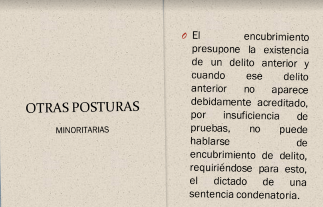 OTRAS POSTURAS
MINORITARIAS
El encubrimiento
presupone la existencia
de un delito anterior y
cuando ese delito
anterior no aparece
debidamente acreditado,
por insuficiencia de
pruebas, no puede
hablarse de
encubrimiento de delito,
requiriéndose para esto,
el dictado de una
sentencia condenatoria.